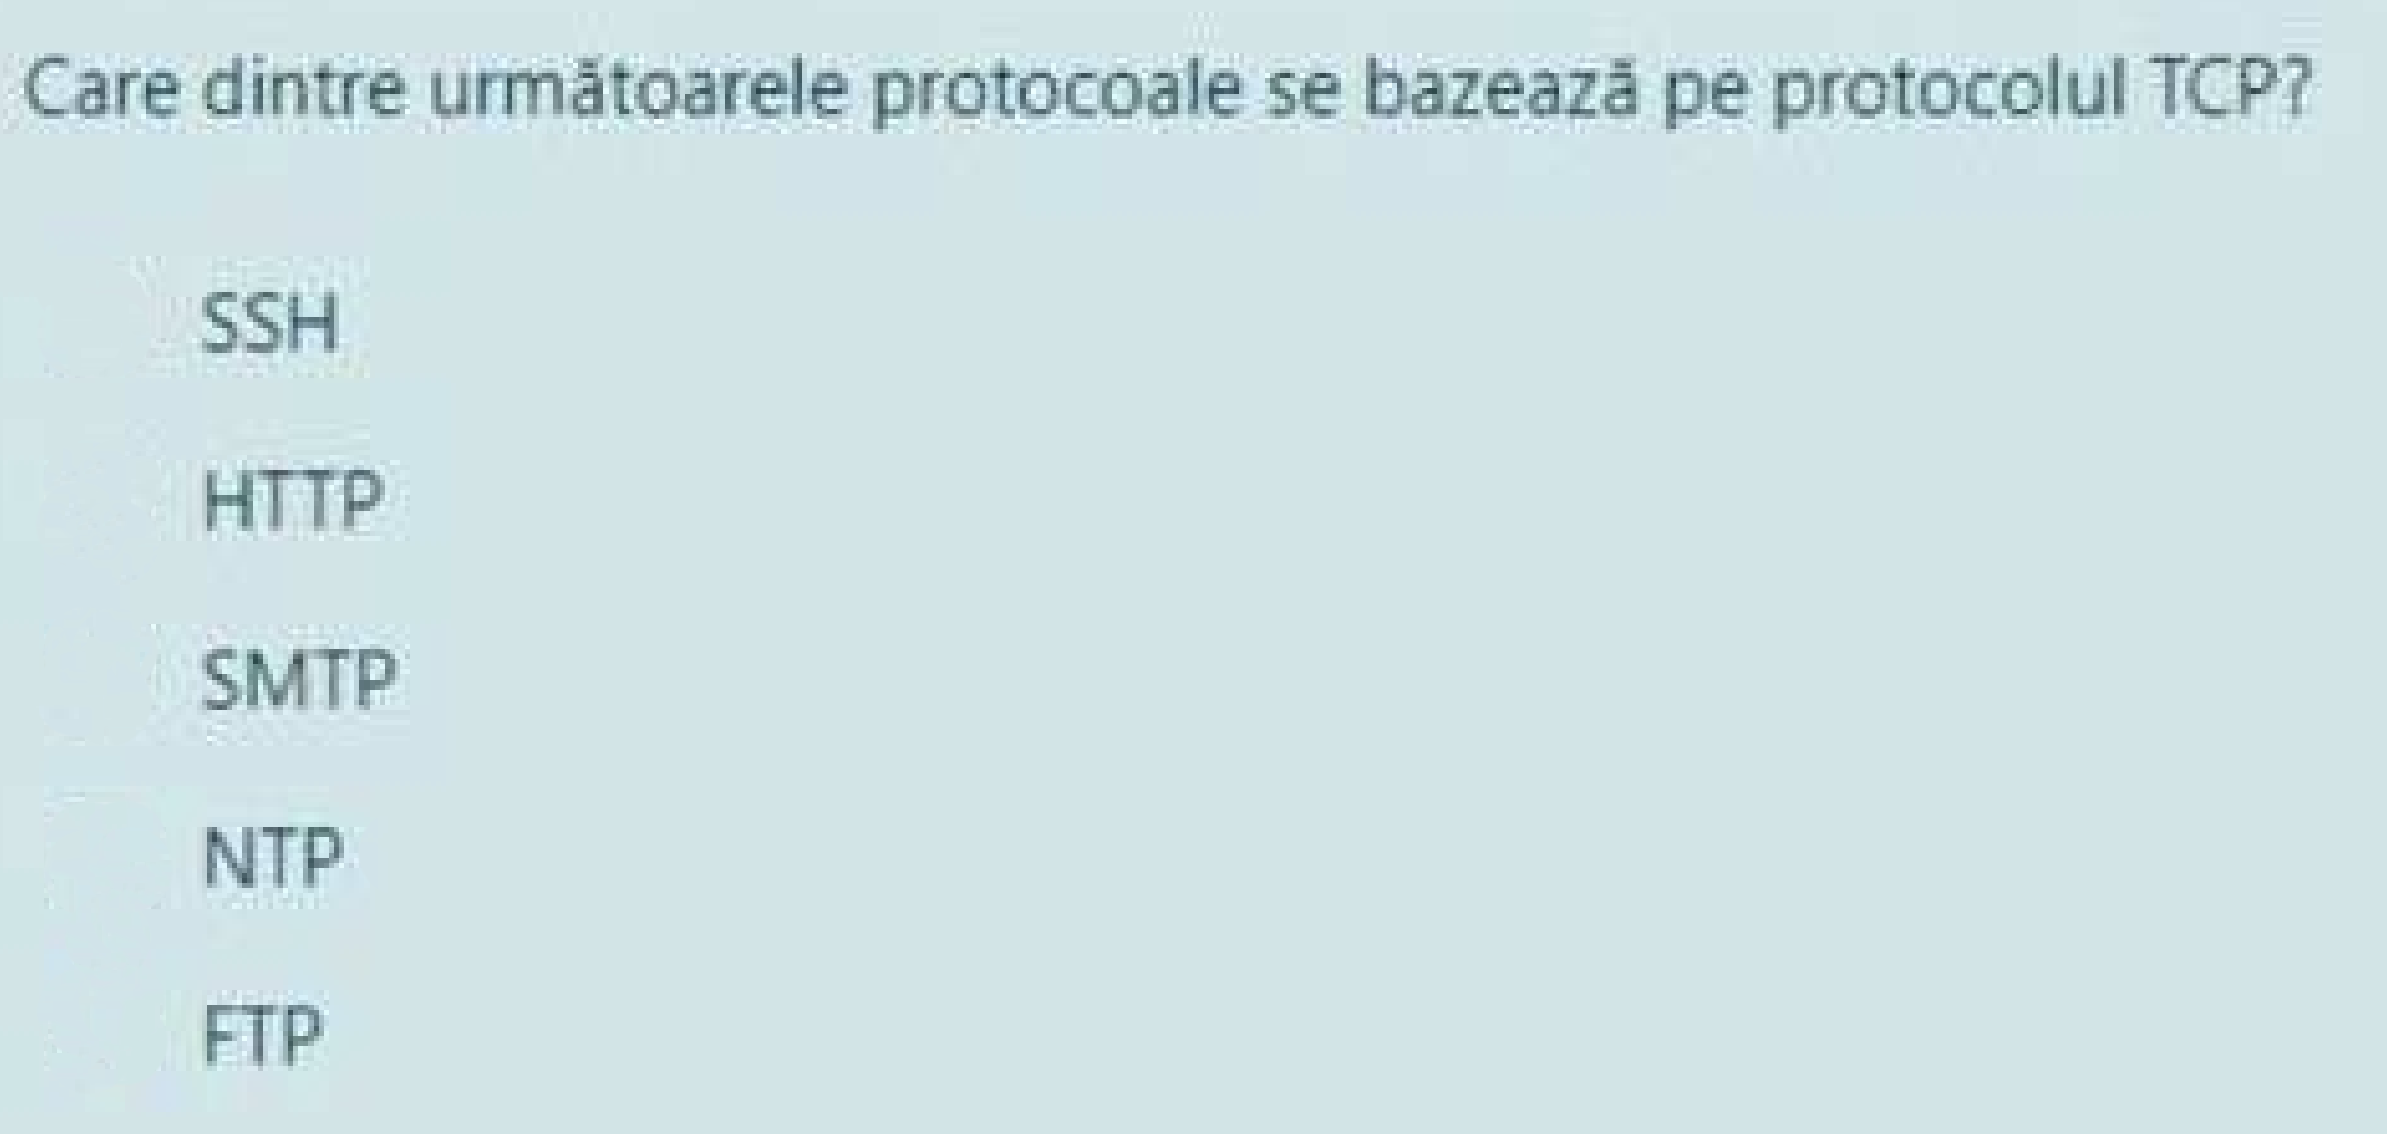 Care dintre următoarele protocoale se bazează pe protocolul TCP?
SSH
HTTP
SMTP
NTP
FTP